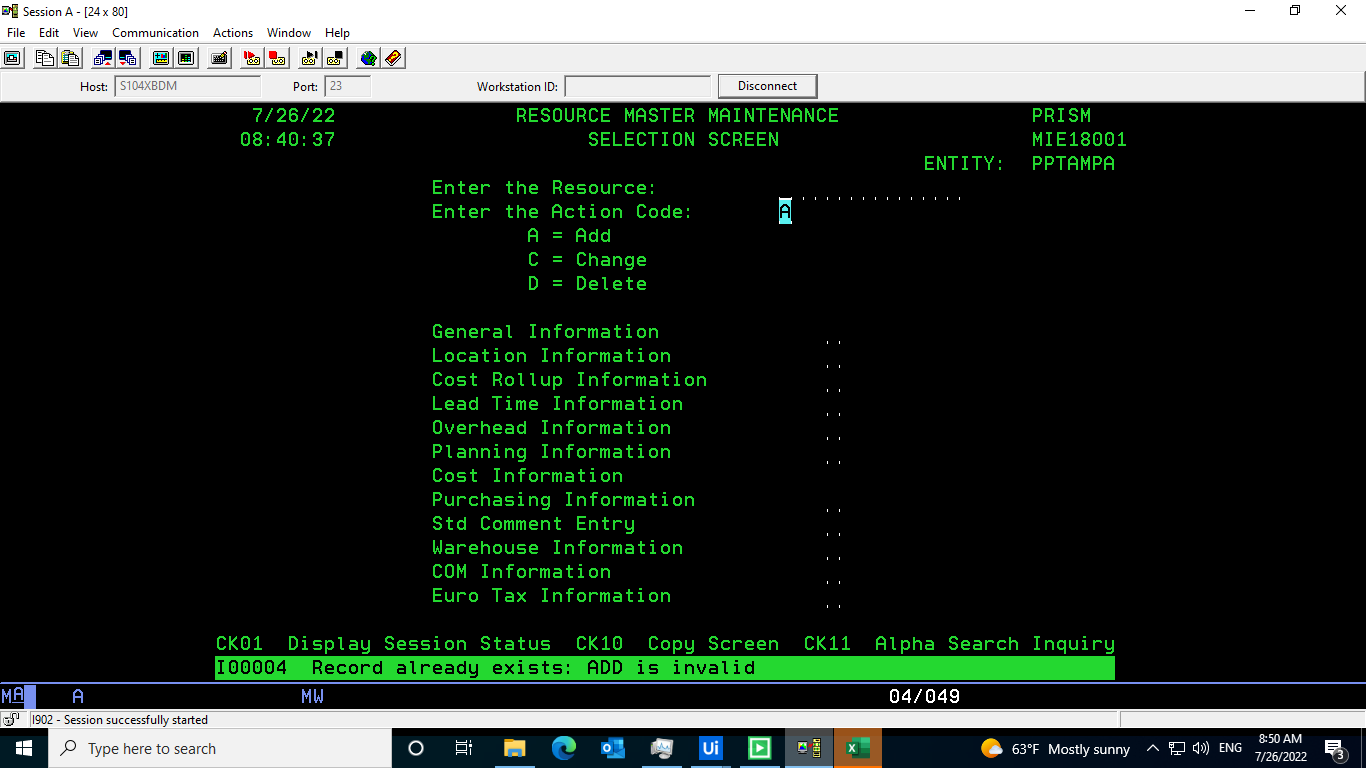 Session A - [24 x 80]
File Edit View Communication Actions Window Help
Host: S104XBDM Port: 23 Workstation ID: Disconnect
7/26/22 RESOURCE MASTER MAINTENANCE PRISM
08:40:37 SELECTION SCREEN MIE18001
ENTITY: PPTAMPA
Enter the Resource:
Enter the Action Code: A
A = Add
C = Change
D = Delete
General Information
Location Information
Cost Rollup Information
Lead Time Information
Overhead Information
Planning Information
Cost Information
Purchasing Information
Std Comment Entry
Warehouse Information
COM Information
Euro Tax Information
CK01 Display Session Status CK10 Copy Screen CK11 Alpha Search Inquiry
I00004 Record already exists: ADD is invalid
MA A MW 04/049
I902 - Session successfully started
Type here to search Ui 63°F Mostly sunny ENG 8:50 AM
7/26/2022 3